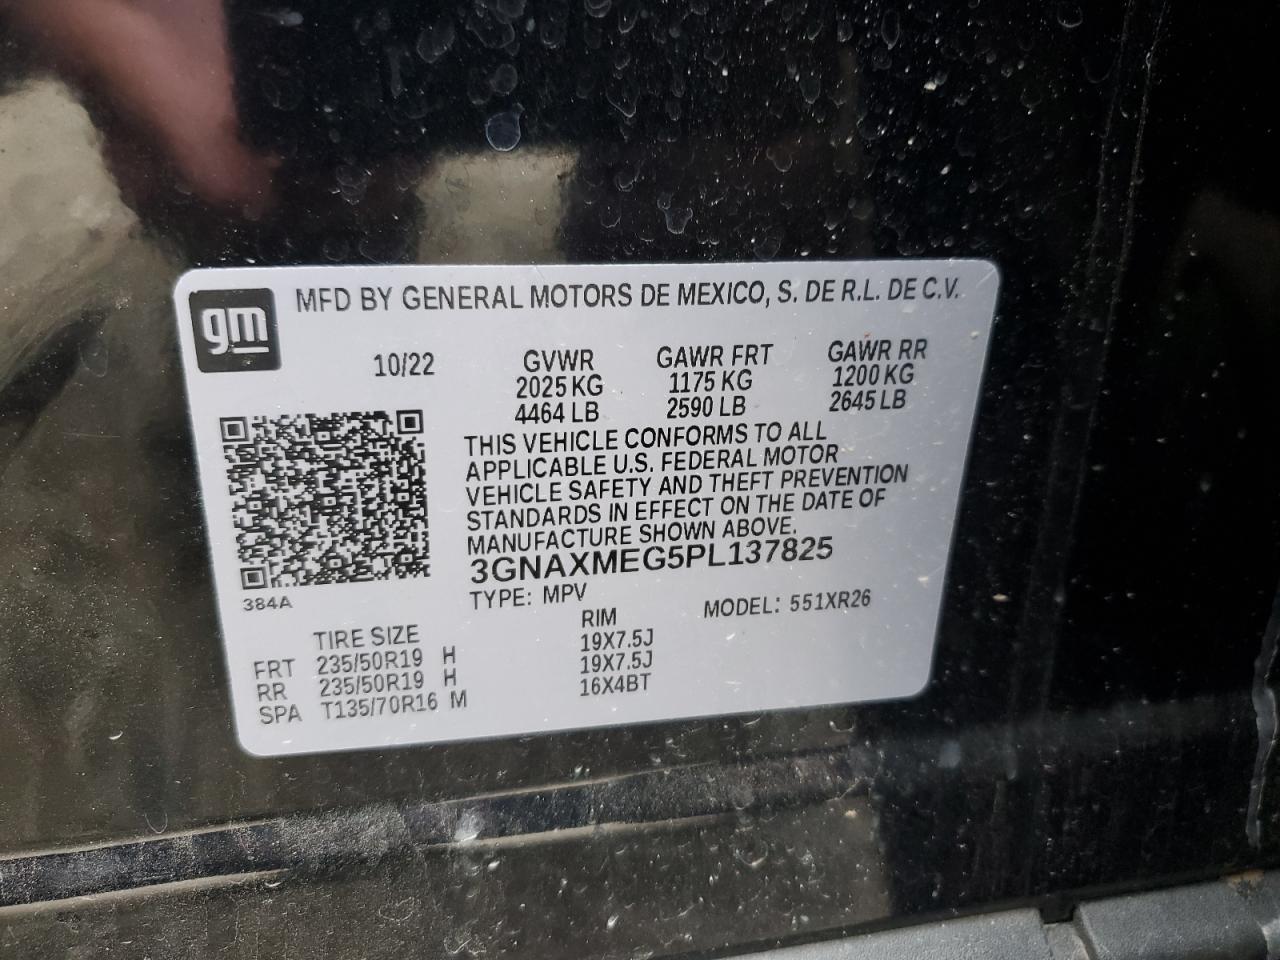 gm
MFD BY GENERAL MOTORS DE MEXICO, S. DE R.L. DE C.V.
10/22 GVWR GAWR FRT GAWR RR
2025 KG 1175 KG 1200 KG
4464 LB 2590 LB 2645 LB
THIS VEHICLE CONFORMS TO ALL
APPLICABLE U.S. FEDERAL MOTOR
VEHICLE SAFETY AND THEFT PREVENTION
STANDARDS IN EFFECT ON THE DATE OF
MANUFACTURE SHOWN ABOVE.
3GNAXMEG5PL137825
384A
TYPE: MPV MODEL: 551XR26
TIRE SIZE RIM
FRT 235/50R19 H 19X7.5J
RR 235/50R19 H 19X7.5J
SPA T135/70R16 M 16X4BT